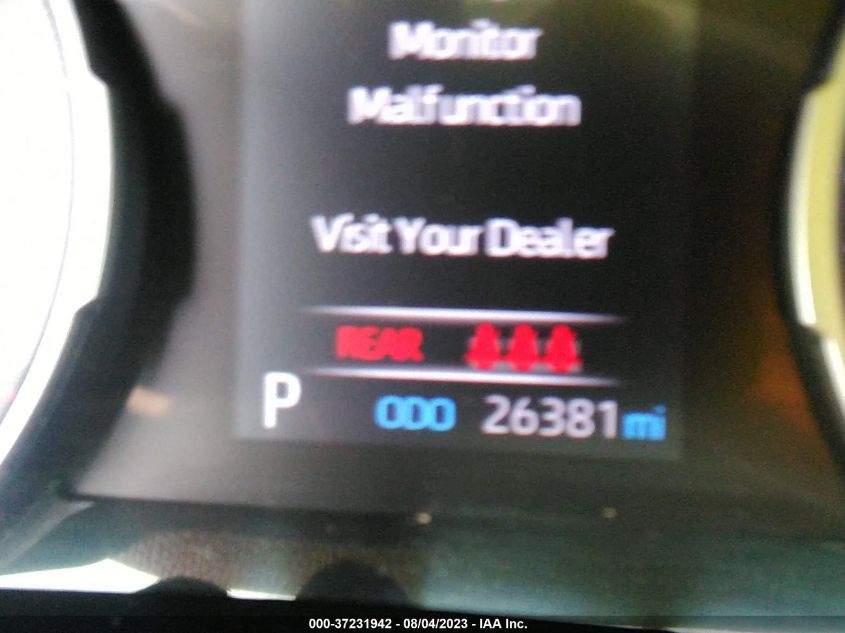 Monitor
Malfunction
Visit Your Dealer
REAR
P ODO 26381 mi
000-37231942 - 08/04/2023 - IAA Inc.